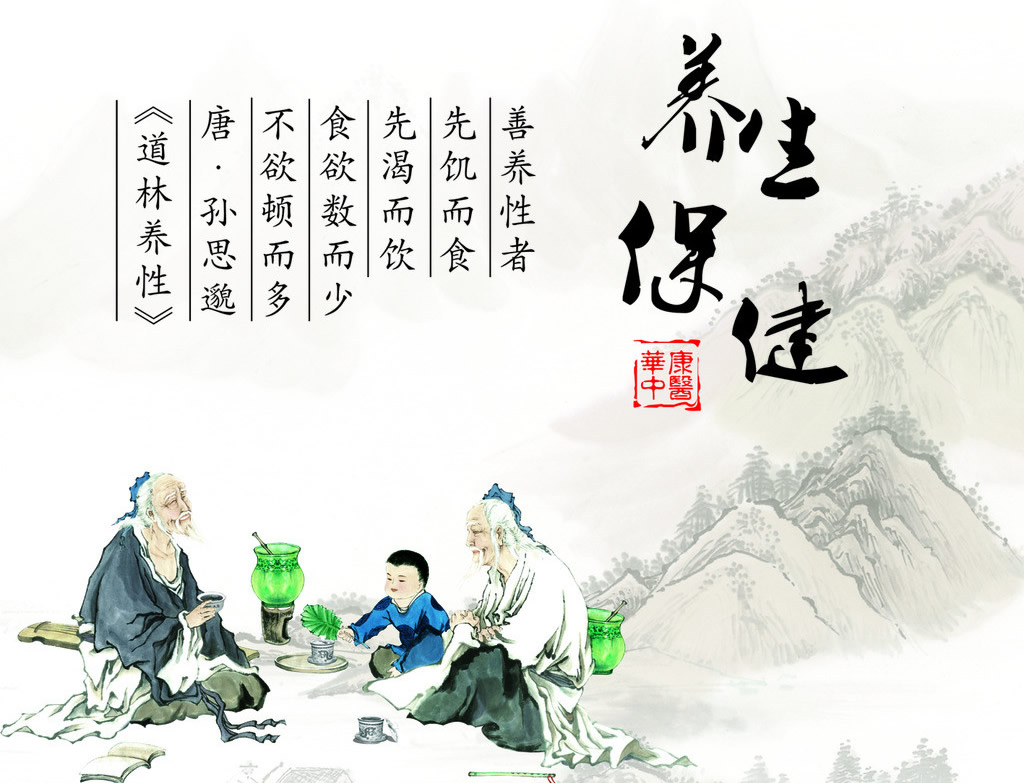 养生
保健
康醫
華中
善养性者
先饥而食
先渴而饮
食欲数而少
不欲顿而多
唐·孙思邈
《道林养性》